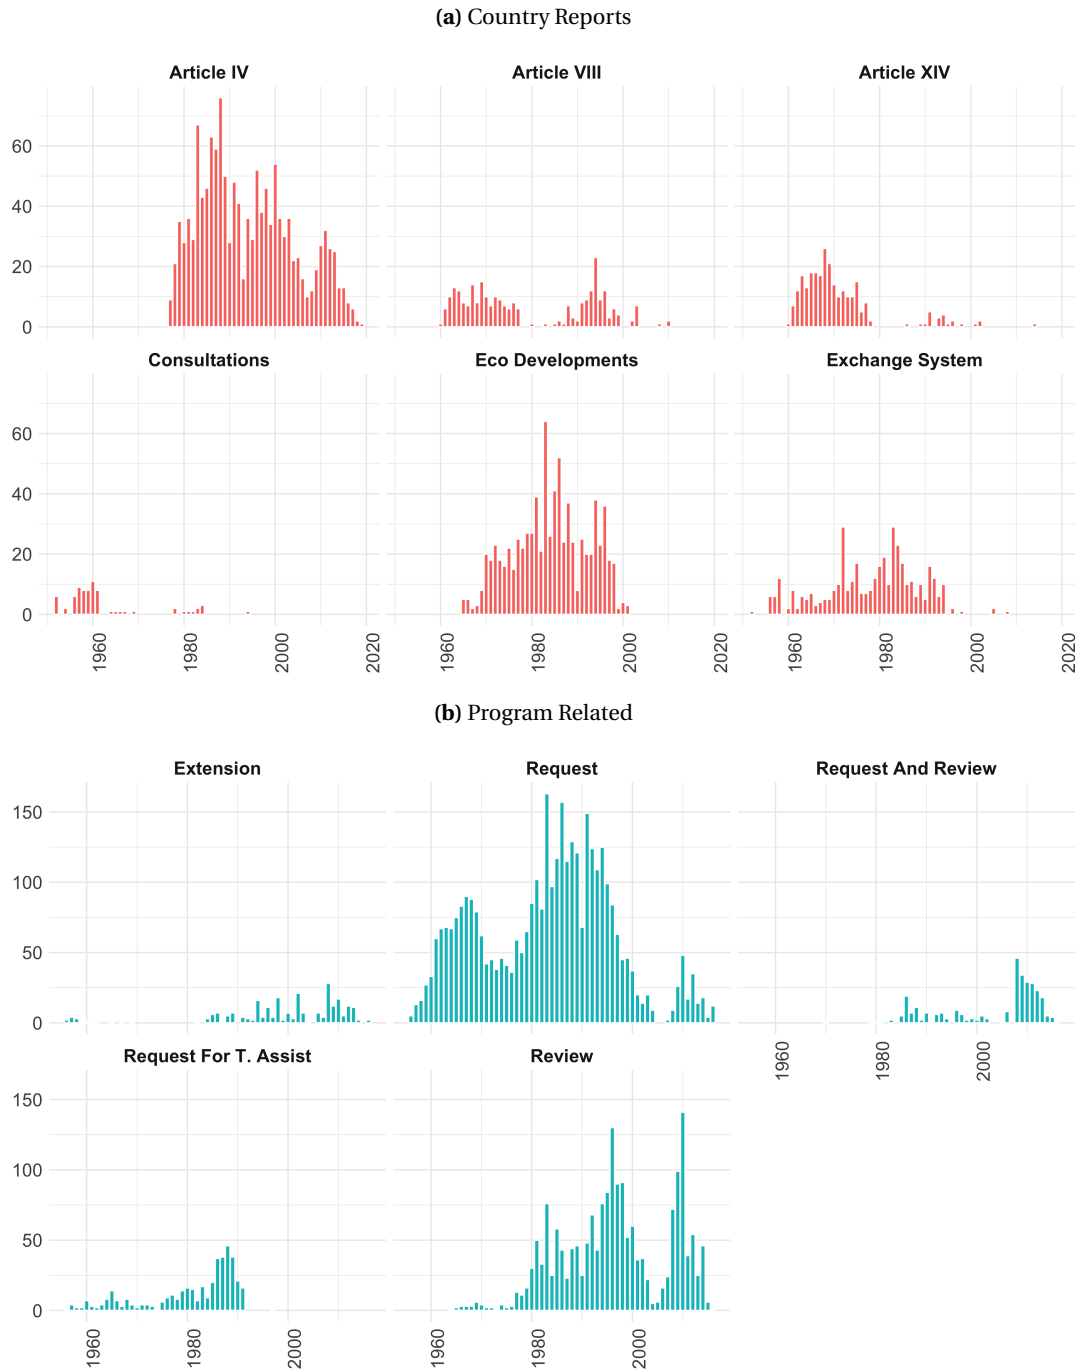 (a) Country Reports
Article IV Article VIII Article XIV
60
40
20
0
Consultations Eco Developments Exchange System
60
40
20
0
1960 1980 2000 2020 1960 1980 2000 2020 1960 1980 2000 2020
(b) Program Related
Extension Request Request And Review
150
100
50
0
1960 1980 2000
Request For T. Assist Review
150
100
50
0
1960 1980 2000 1960 1980 2000